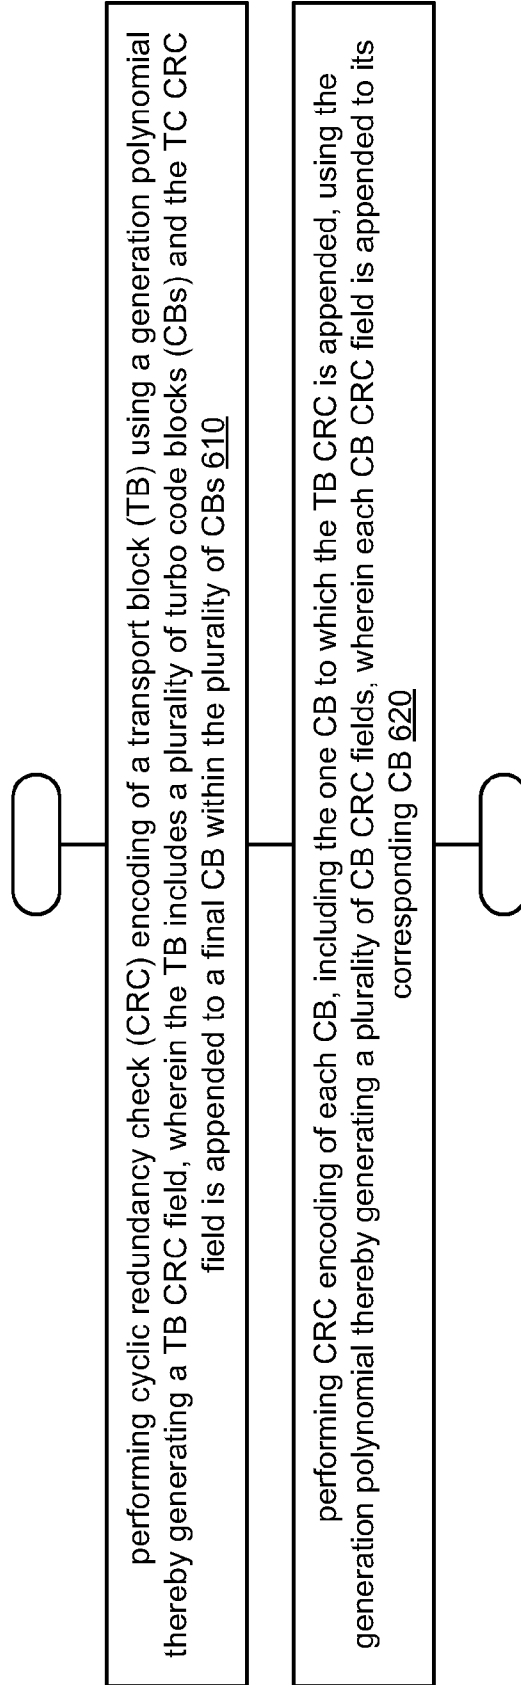 performing cyclic redundancy check (CRC) encoding of a transport block (TB) using a generation polynomial
thereby generating a TB CRC field, wherein the TB includes a plurality of turbo code blocks (CBs) and the TC CRC
field is appended to a final CB within the plurality of CBs 610
performing CRC encoding of each CB, including the one CB to which the TB CRC is appended, using the
generation polynomial thereby generating a plurality of CB CRC fields, wherein each CB CRC field is appended to its
corresponding CB 620